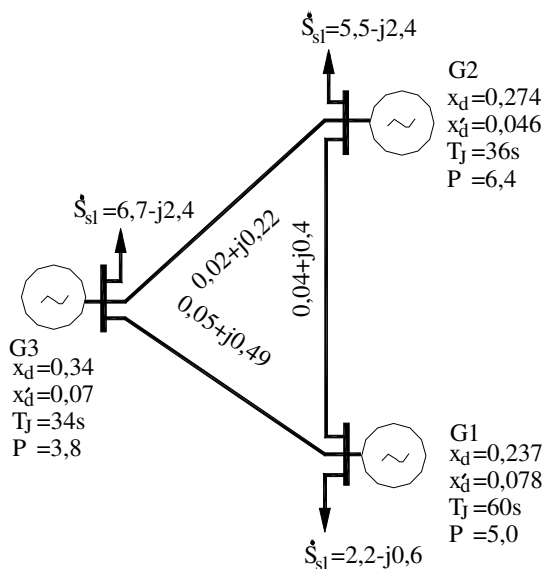 Ṡsl=5,5-j2,4
G2
xd=0,274
x'd=0,046
TJ=36s
P =6,4
Ṡsl=6,7-j2,4
0,02+j0,22
0,04+j0,4
0,05+j0,49
G3
xd=0,34
x'd=0,07
TJ=34s
P =3,8
G1
xd=0,237
x'd=0,078
TJ=60s
P =5,0
Ṡsl=2,2-j0,6